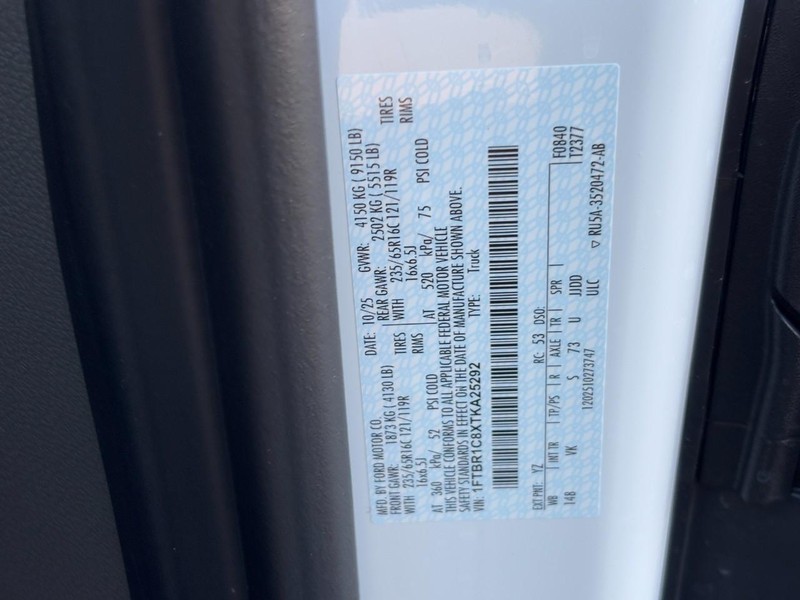 MFD. BY FORD MOTOR CO. DATE: 10/25 GVWR: 4150 KG ( 9150 LB)
FRONT GAWR: 1873 KG ( 4130 LB) REAR GAWR: 2502 KG ( 5515 LB)
WITH 235/65R16C 121/119R TIRES WITH 235/65R16C 121/119R TIRES
16x6.5J RIMS 16x6.5J RIMS
AT 360 kPa/ 52 PSI COLD AT 520 kPa/ 75 PSI COLD
THIS VEHICLE CONFORMS TO ALL APPLICABLE FEDERAL MOTOR VEHICLE
SAFETY STANDARDS IN EFFECT ON THE DATE OF MANUFACTURE SHOWN ABOVE.
VIN: 1FTBR1C8XTKA25292 TYPE: Truck
EXT PNT: YZ RC: 53 DSO: F0840
WB INT TR TP/PS R AXLE TR SPR IT2377
148 VK S 73 U JJDD
ULC
1202510273747 ▽ RU5A-3520472-AB